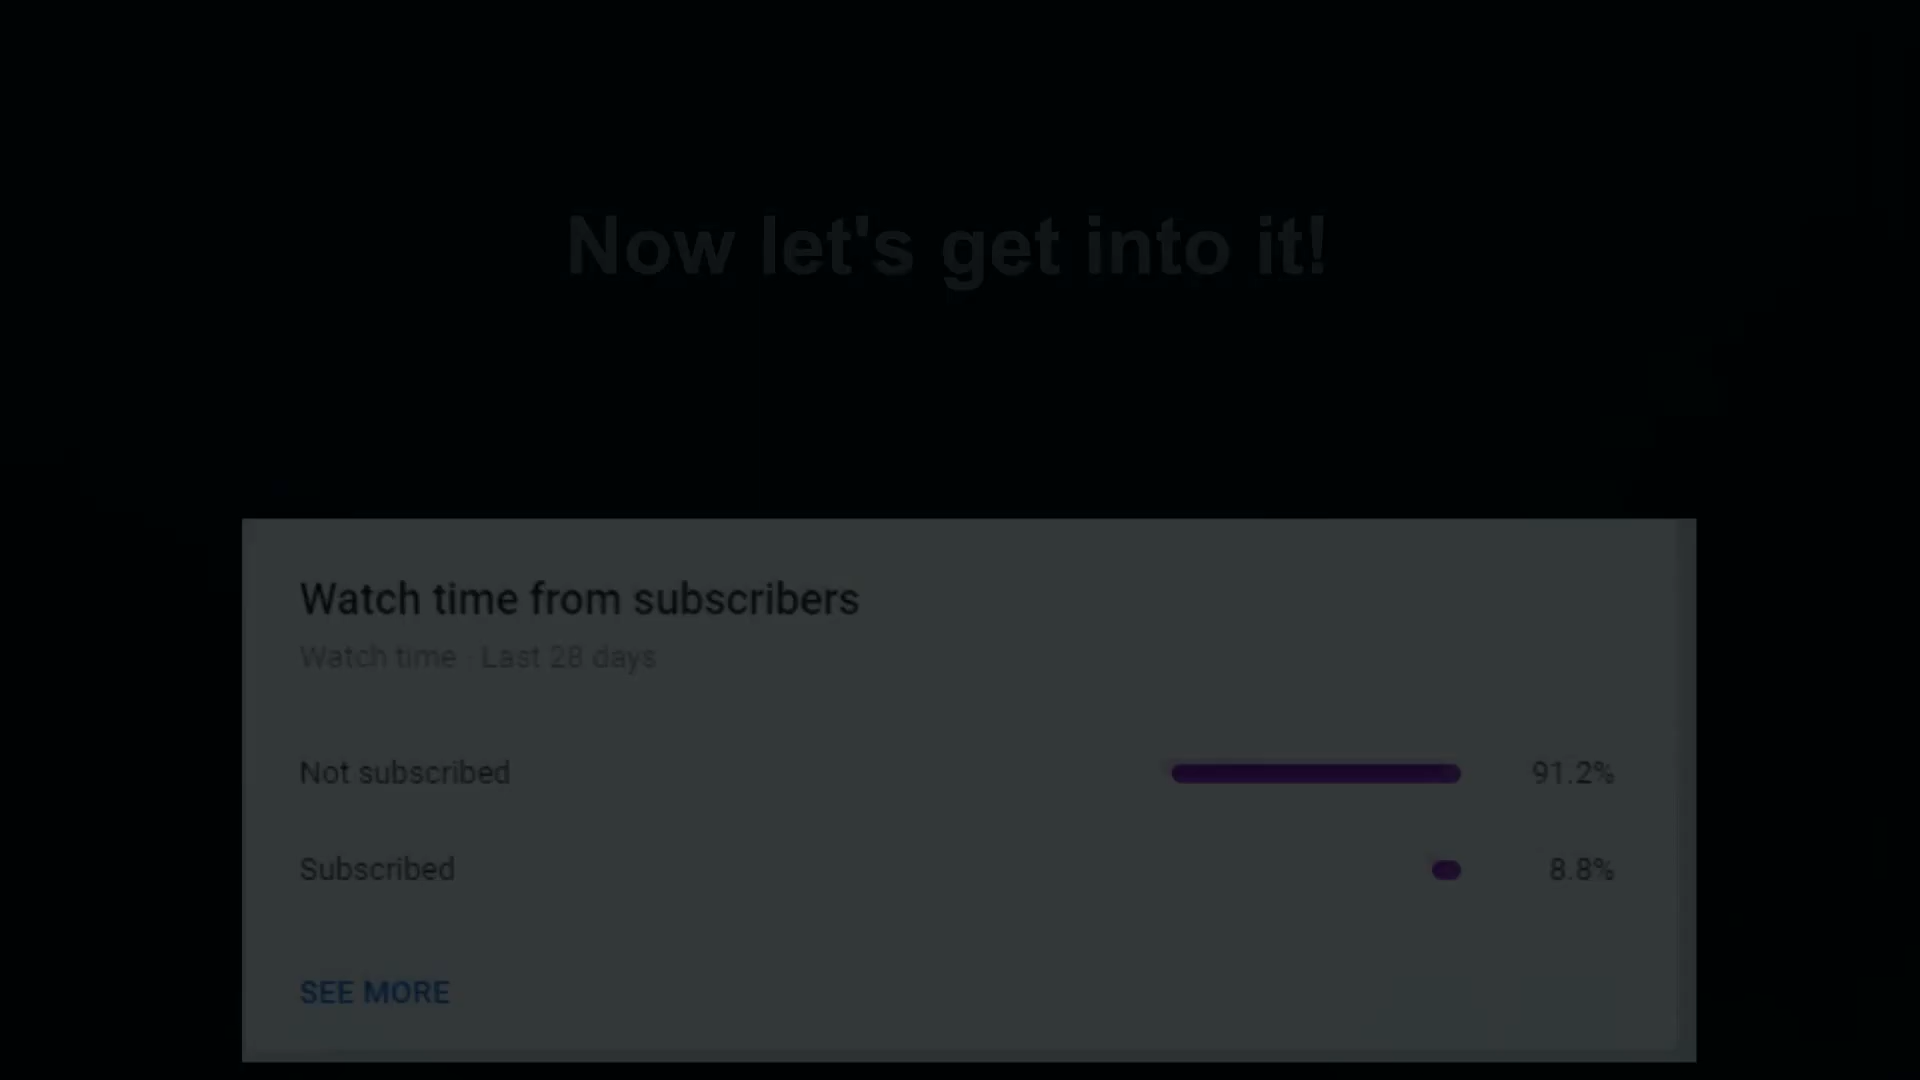 Now let's get into it!
Watch time from subscribers
Watch time · Last 28 days
Not subscribed 91.2%
Subscribed 8.8%
SEE MORE